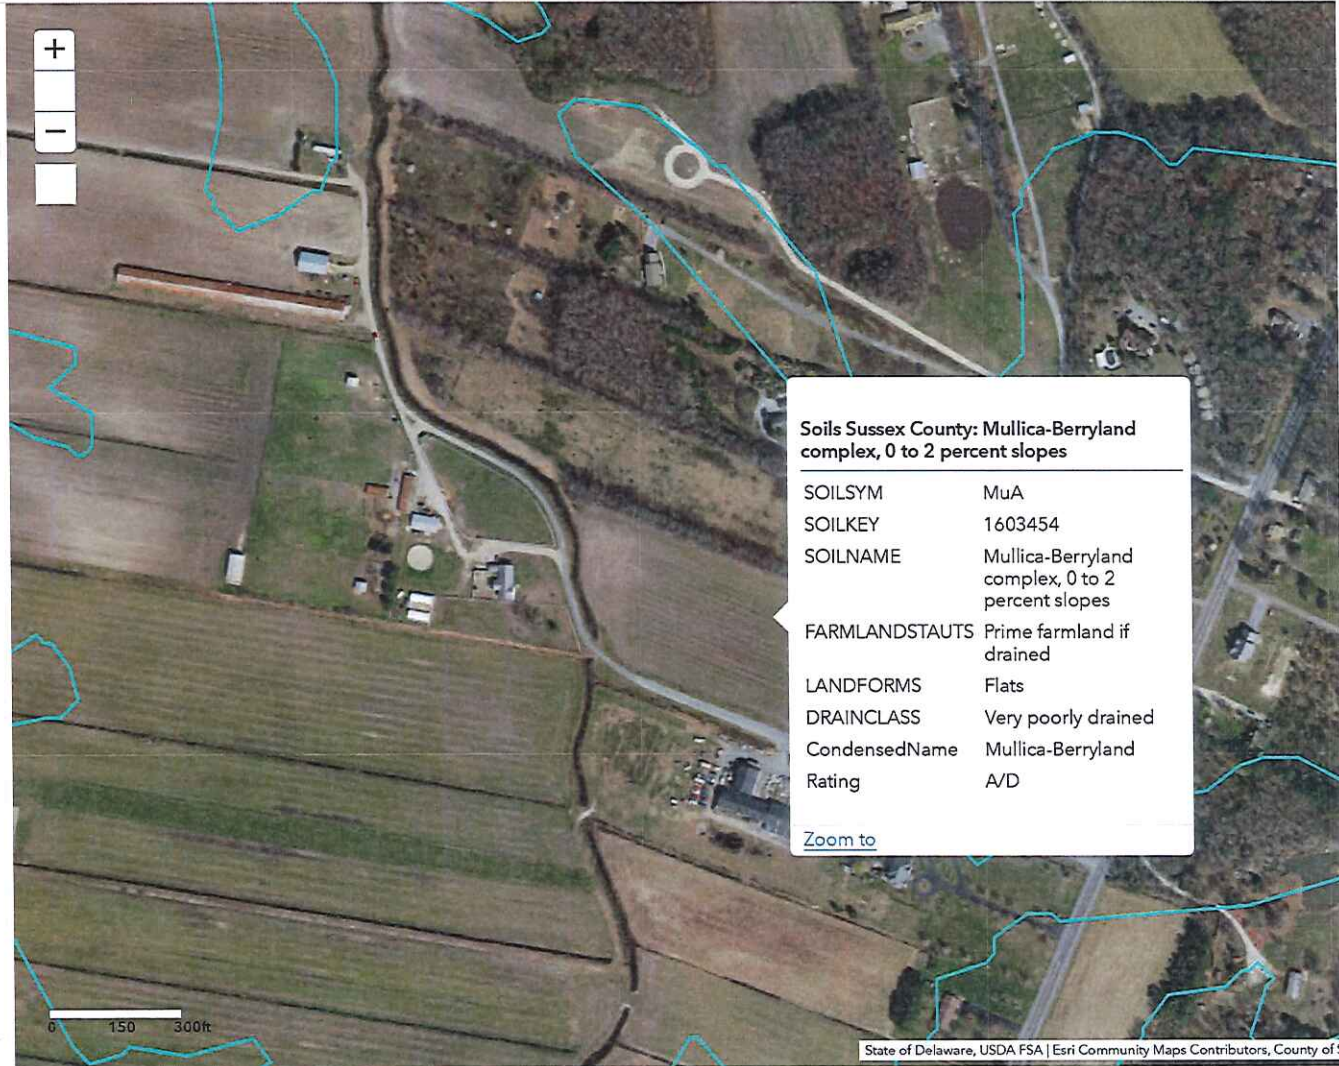 +
−
Soils Sussex County: Mullica-Berryland
complex, 0 to 2 percent slopes
SOILSYM MuA
SOILKEY 1603454
SOILNAME Mullica-Berryland
complex, 0 to 2
percent slopes
FARMLANDSTAUTS Prime farmland if
drained
LANDFORMS Flats
DRAINCLASS Very poorly drained
CondensedName Mullica-Berryland
Rating A/D
Zoom to
0 150 300ft
State of Delaware, USDA FSA | Esri Community Maps Contributors, County of